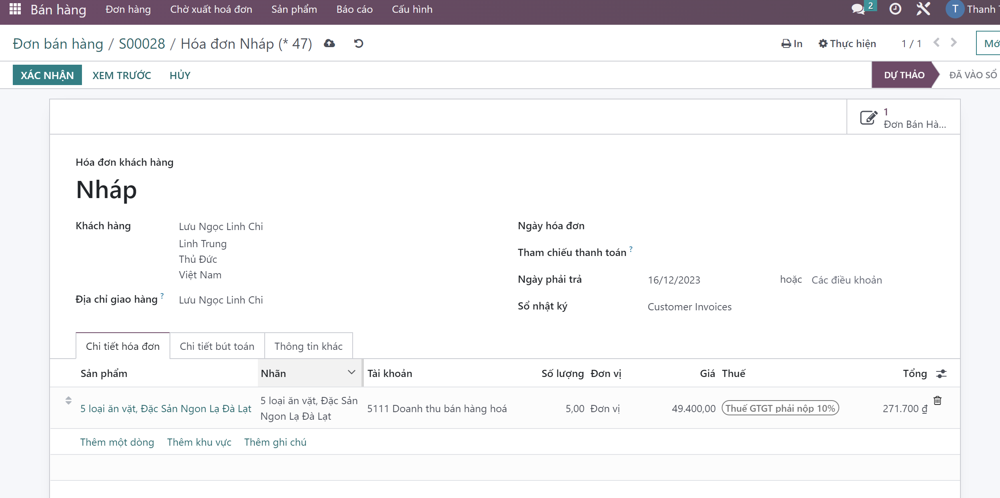 Bán hàng Đơn hàng Chờ xuất hoá đơn Sản phẩm Báo cáo Cấu hình 2 T Thanh
Đơn bán hàng / S00028 / Hóa đơn Nháp (* 47) In Thực hiện 1 / 1
XÁC NHẬN XEM TRƯỚC HỦY DỰ THẢO ĐÃ VÀO SỔ
1
Đơn Bán Hà...
Hóa đơn khách hàng
Nháp
Khách hàng Lưu Ngọc Linh Chi
Linh Trung
Thủ Đức
Việt Nam
Địa chỉ giao hàng ? Lưu Ngọc Linh Chi
Ngày hóa đơn
Tham chiếu thanh toán ?
Ngày phải trả 16/12/2023 hoặc Các điều khoản
Sổ nhật ký Customer Invoices
Chi tiết hóa đơn Chi tiết bút toán Thông tin khác
Sản phẩm Nhãn Tài khoản Số lượng Đơn vị Giá Thuế Tổng
5 loại ăn vặt, Đặc Sản Ngon Lạ Đà Lạt 5 loại ăn vặt, Đặc Sản
Ngon Lạ Đà Lạt 5111 Doanh thu bán hàng hoá 5,00 Đơn vị 49.400,00 Thuế GTGT phải nộp 10% 271.700 ₫
Thêm một dòng Thêm khu vực Thêm ghi chú